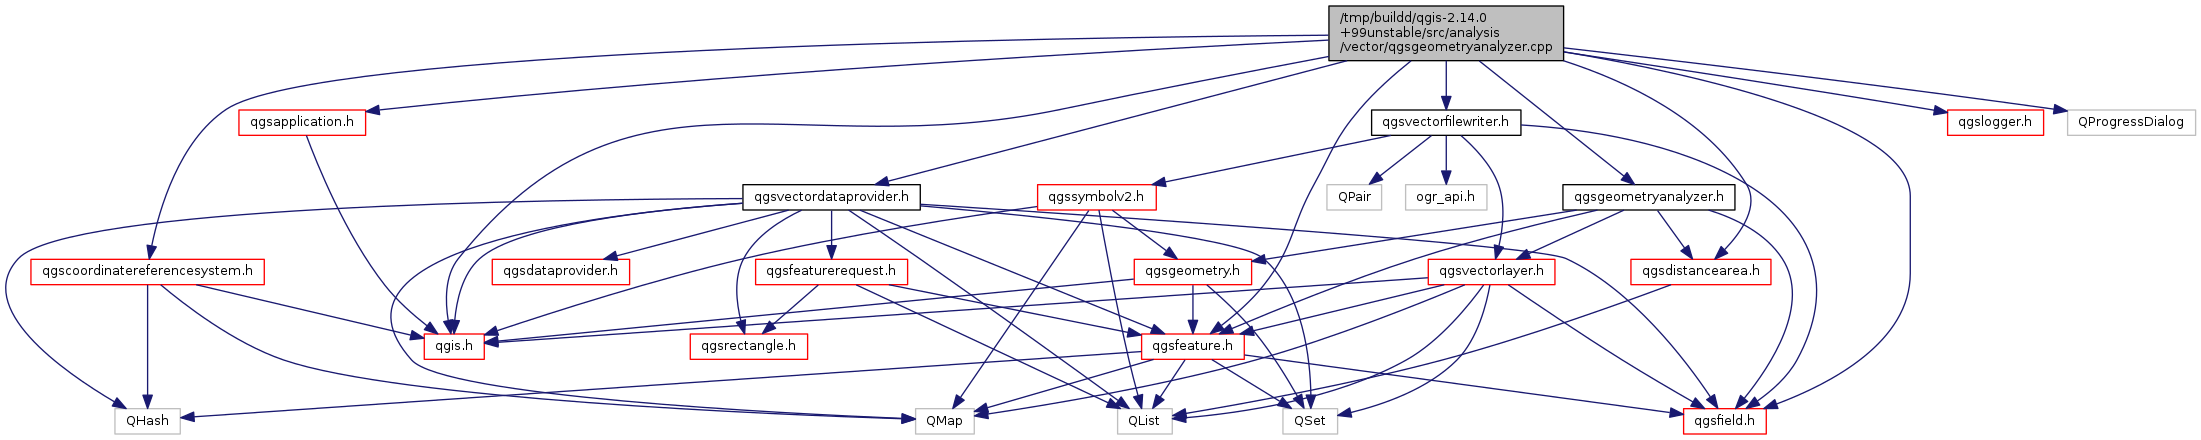 /tmp/buildd/qgis-2.14.0
+99unstable/src/analysis
/vector/qgsgeometryanalyzer.cpp
qgsapplication.h
qgsvectorfilewriter.h
qgslogger.h
QProgressDialog
qgsvectordataprovider.h
qgssymbolv2.h
QPair
ogr_api.h
qgsgeometryanalyzer.h
qgscoordinatereferencesystem.h
qgsdataprovider.h
qgsfeaturerequest.h
qgsgeometry.h
qgsvectorlayer.h
qgsdistancearea.h
qgis.h
qgsrectangle.h
qgsfeature.h
QHash
QMap
QList
QSet
qgsfield.h